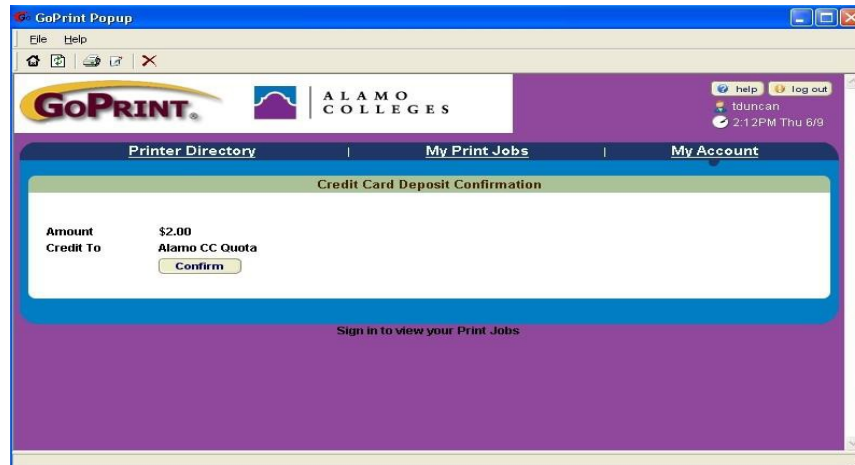 GoPrint Popup
File Help
GOPRINT®
ALAMO
COLLEGES
help log out
tduncan
2:12PM Thu 6/9
Printer Directory | My Print Jobs | My Account
Credit Card Deposit Confirmation
Amount $2.00
Credit To Alamo CC Quota
Confirm
Sign in to view your Print Jobs